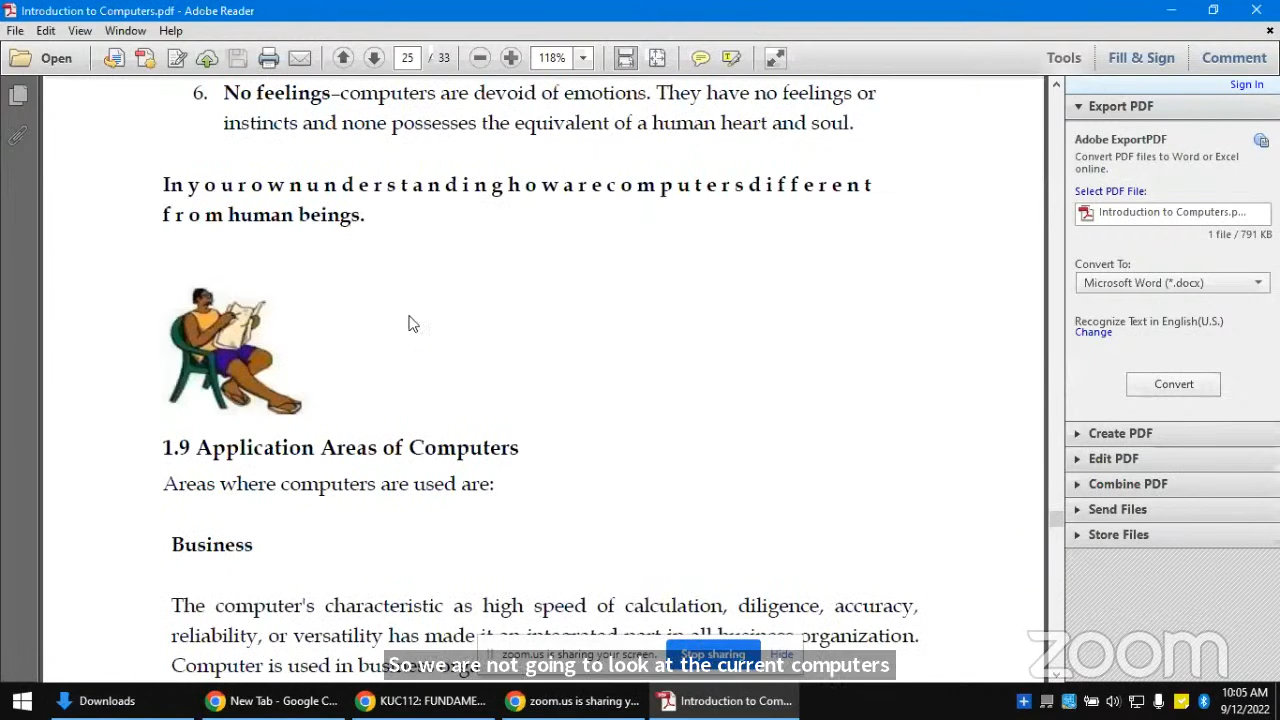 Introduction to Computers.pdf - Adobe Reader
File Edit View Window Help
Open 25 / 33 118% Tools Fill & Sign Comment
6. No feelings–computers are devoid of emotions. They have no feelings or
instincts and none possesses the equivalent of a human heart and soul.
In y o u r o w n u n d e r s t a n d i n g h o w a r e c o m p u t e r s d i f f e r e n t
f r o m human beings.
1.9 Application Areas of Computers
Areas where computers are used are:
Business
The computer's characteristic as high speed of calculation, diligence, accuracy,
reliability, or versatility has made it an integrated part in all business organization.
Computer is used in business
zoom.us is sharing your screen. Stop sharing Hide
So we are not going to look at the current computers
Sign In
Export PDF
Adobe ExportPDF
Convert PDF files to Word or Excel
online.
Select PDF File:
Introduction to Computers.p...
1 file / 791 KB
Convert To:
Microsoft Word (*.docx)
Recognize Text in English(U.S.)
Change
Convert
Create PDF
Edit PDF
Combine PDF
Send Files
Store Files
zoom
Downloads New Tab - Google C... KUC112: FUNDAME... zoom.us is sharing y... Introduction to Com...
10:05 AM
9/12/2022